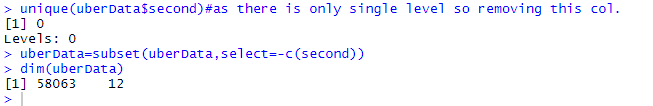 > unique(uberData$second)#as there is only single level so removing this col.
[1] 0
Levels: 0
> uberData=subset(uberData,select=-c(second))
> dim(uberData)
[1] 58063    12
>